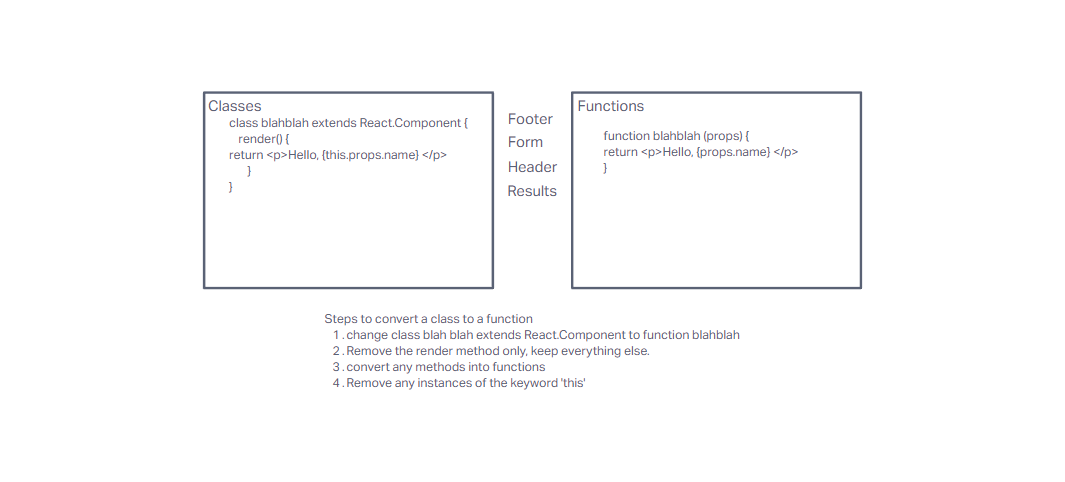 Classes
class blahblah extends React.Component {
render() {
return <p>Hello, {this.props.name} </p>
}
}
Footer
Form
Header
Results
Functions
function blahblah (props) {
return <p>Hello, {props.name} </p>
}
Steps to convert a class to a function
1. change class blah blah extends React.Component to function blahblah
2. Remove the render method only, keep everything else.
3. convert any methods into functions
4. Remove any instances of the keyword 'this'